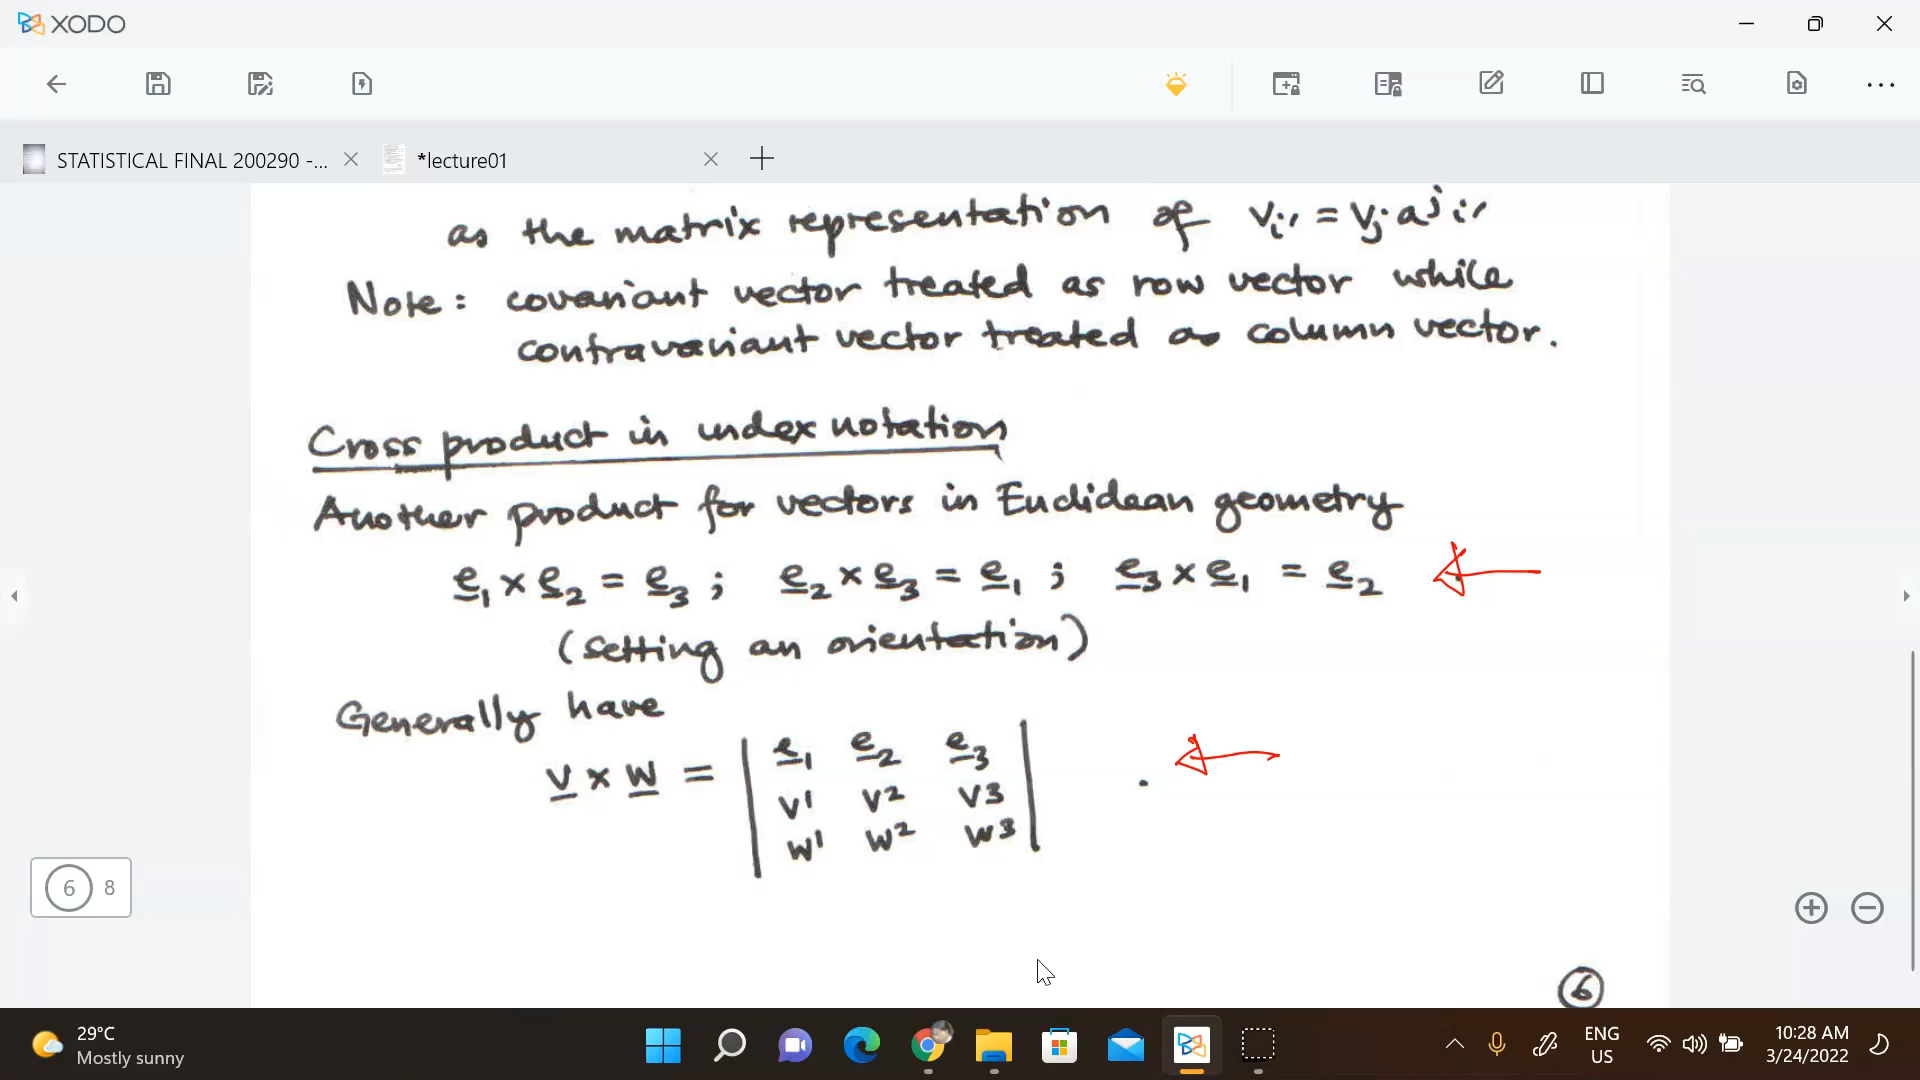 XODO
STATISTICAL FINAL 200290 -...
*lecture01
as the matrix representation of v_i' = v_j a^j_i'
Note : covariant vector treated as row vector while
contravariant vector treated as column vector.
Cross product in index notation
Another product for vectors in Euclidean geometry
e₁ × e₂ = e₃ ; e₂ × e₃ = e₁ ; e₃ × e₁ = e₂
(setting an orientation)
Generally have
v × w = | e₁ e₂ e₃ |
v¹ v² v³
w¹ w² w³
.
6 8
6
29°C
Mostly sunny
ENG
US
10:28 AM
3/24/2022